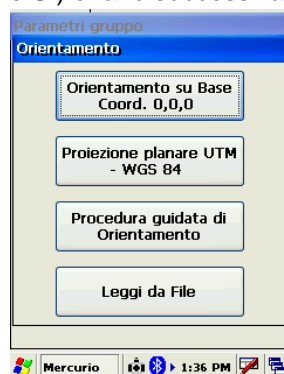 Parametri gruppo
Orientamento
Orientamento su Base
Coord. 0,0,0
Proiezione planare UTM
- WGS 84
Procedura guidata di
Orientamento
Leggi da File
Mercurio 1:36 PM